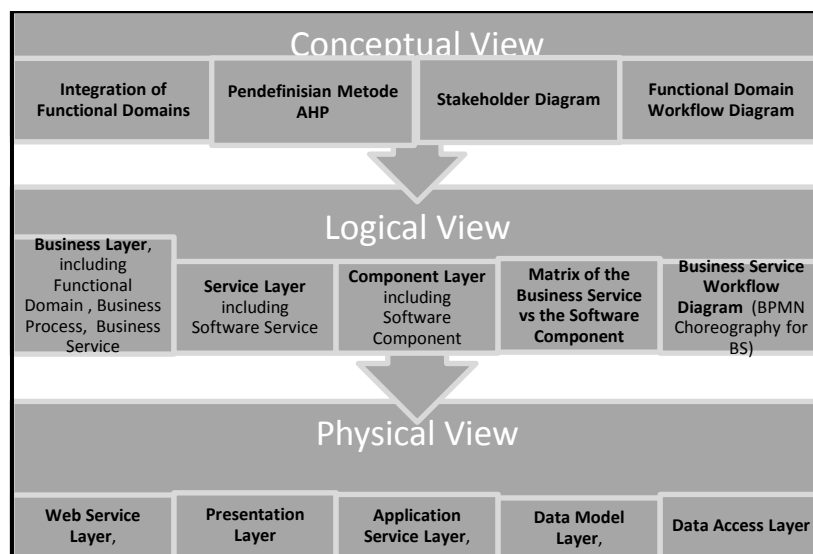 Conceptual View
Integration of
Functional Domains
Pendefinisian Metode
AHP
Stakeholder Diagram
Functional Domain
Workflow Diagram
Logical View
Business Layer,
including
Functional
Domain , Business
Process, Business
Service
Service Layer
including
Software Service
Component Layer
including
Software
Component
Matrix of the
Business Service
vs the Software
Component
Business Service
Workflow
Diagram (BPMN
Choreography for
BS)
Physical View
Web Service
Layer,
Presentation
Layer
Application
Service Layer,
Data Model
Layer,
Data Access Layer